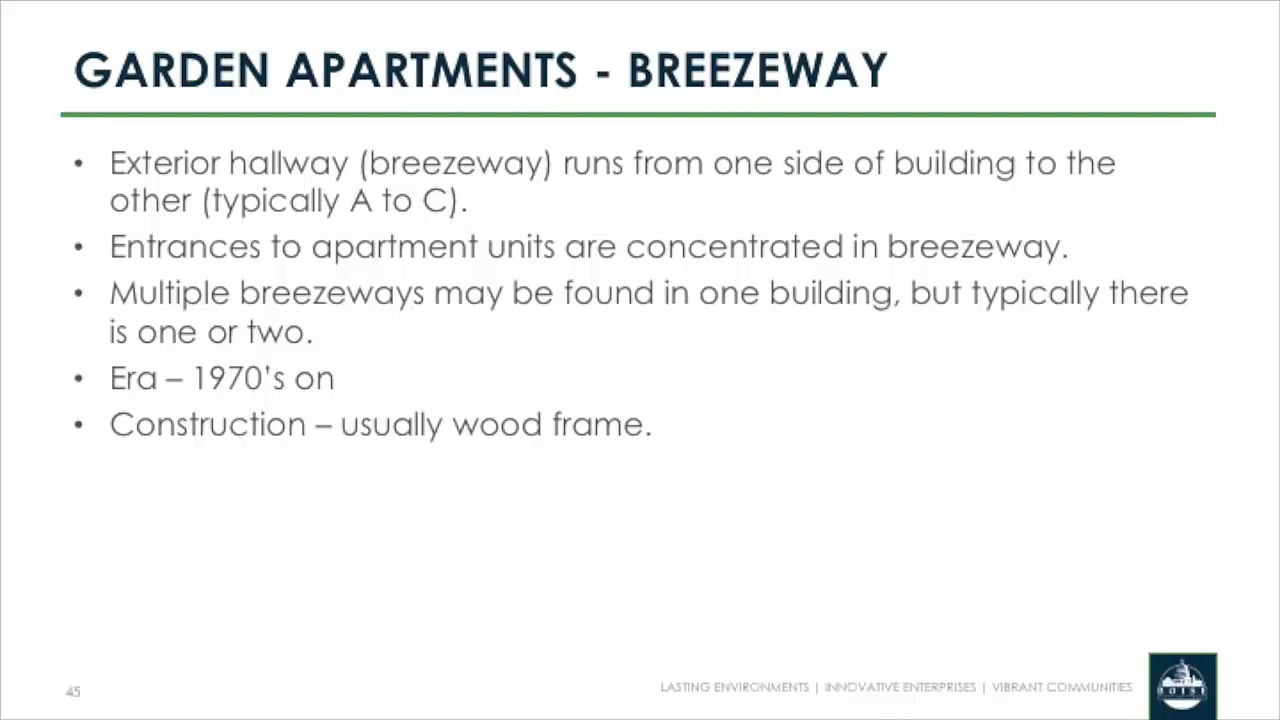 GARDEN APARTMENTS - BREEZEWAY
• Exterior hallway (breezeway) runs from one side of building to the
other (typically A to C).
• Entrances to apartment units are concentrated in breezeway.
• Multiple breezeways may be found in one building, but typically there
is one or two.
• Era – 1970's on
• Construction – usually wood frame.
45
LASTING ENVIRONMENTS | INNOVATIVE ENTERPRISES | VIBRANT COMMUNITIES
BOISE